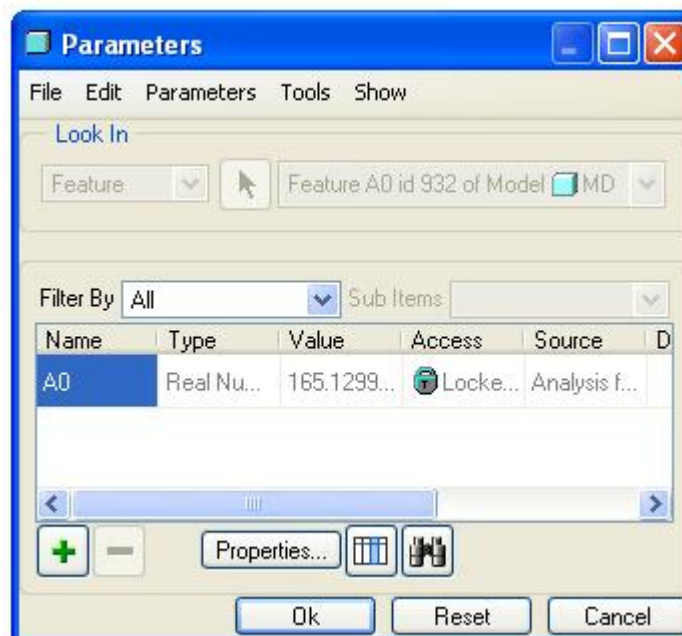 Parameters
File Edit Parameters Tools Show
Look In
Feature Feature A0 id 932 of Model MD
Filter By All Sub Items
Name Type Value Access Source D
A0 Real Nu... 165.1299... Locke... Analysis f...
Properties...
Ok Reset Cancel